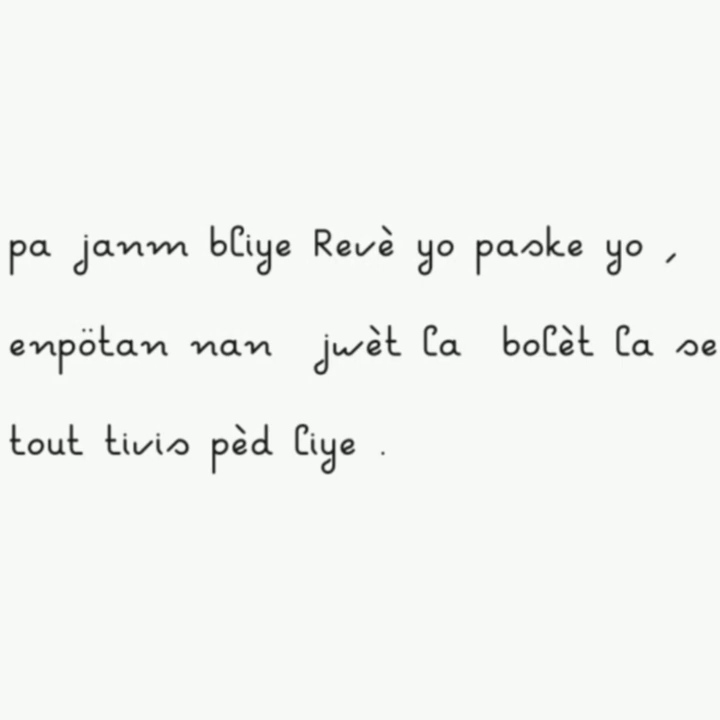 pa janm bliye Revè yo paske yo ,
enpötan nan jwèt la bolèt la se
tout tivis pèd liye .